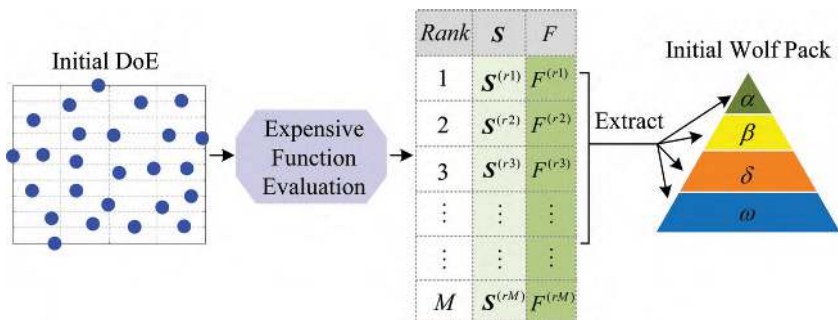 Initial DoE
Expensive
Function
Evaluation
Rank S F
1 S^(r1) F^(r1)
2 S^(r2) F^(r2)
3 S^(r3) F^(r3)
⋮ ⋮ ⋮
⋮ ⋮ ⋮
M S^(rM) F^(rM)
Extract
Initial Wolf Pack
α
β
δ
ω